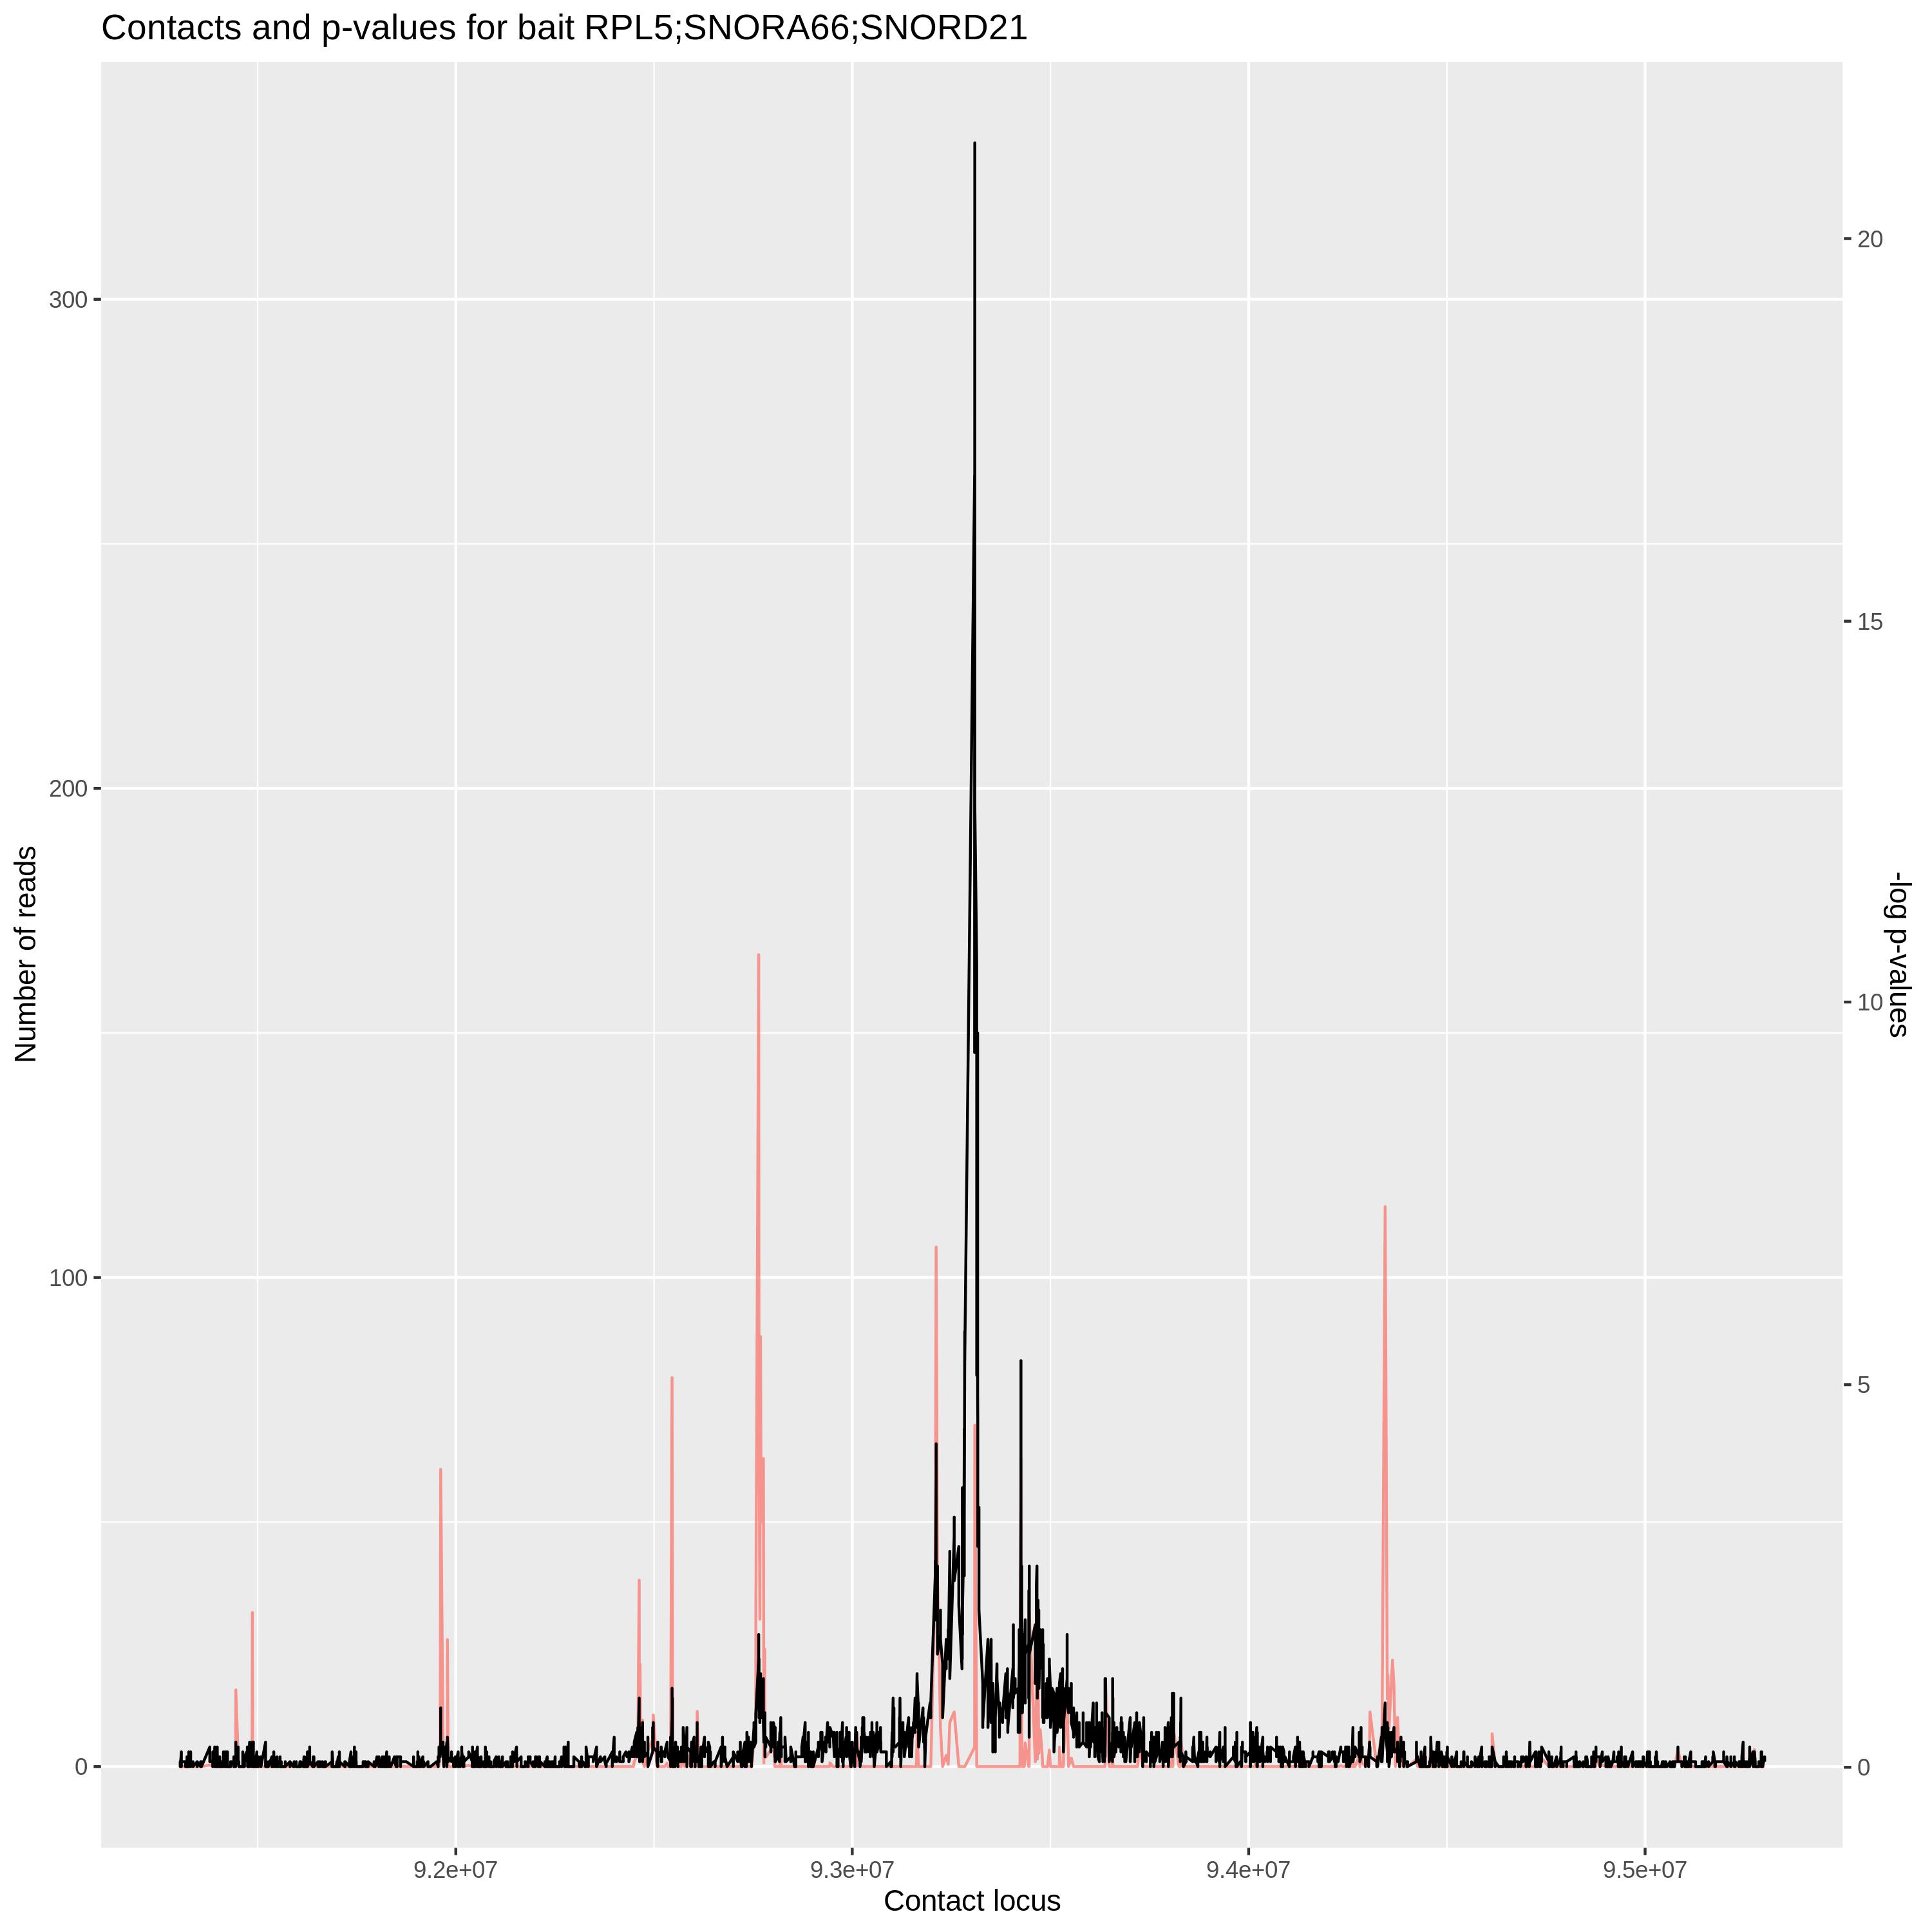 Contacts and p-values for bait RPL5;SNORA66;SNORD21
Number of reads
300
200
100
0
20
15
10
5
0
-log p-values
9.2e+07
9.3e+07
9.4e+07
9.5e+07
Contact locus